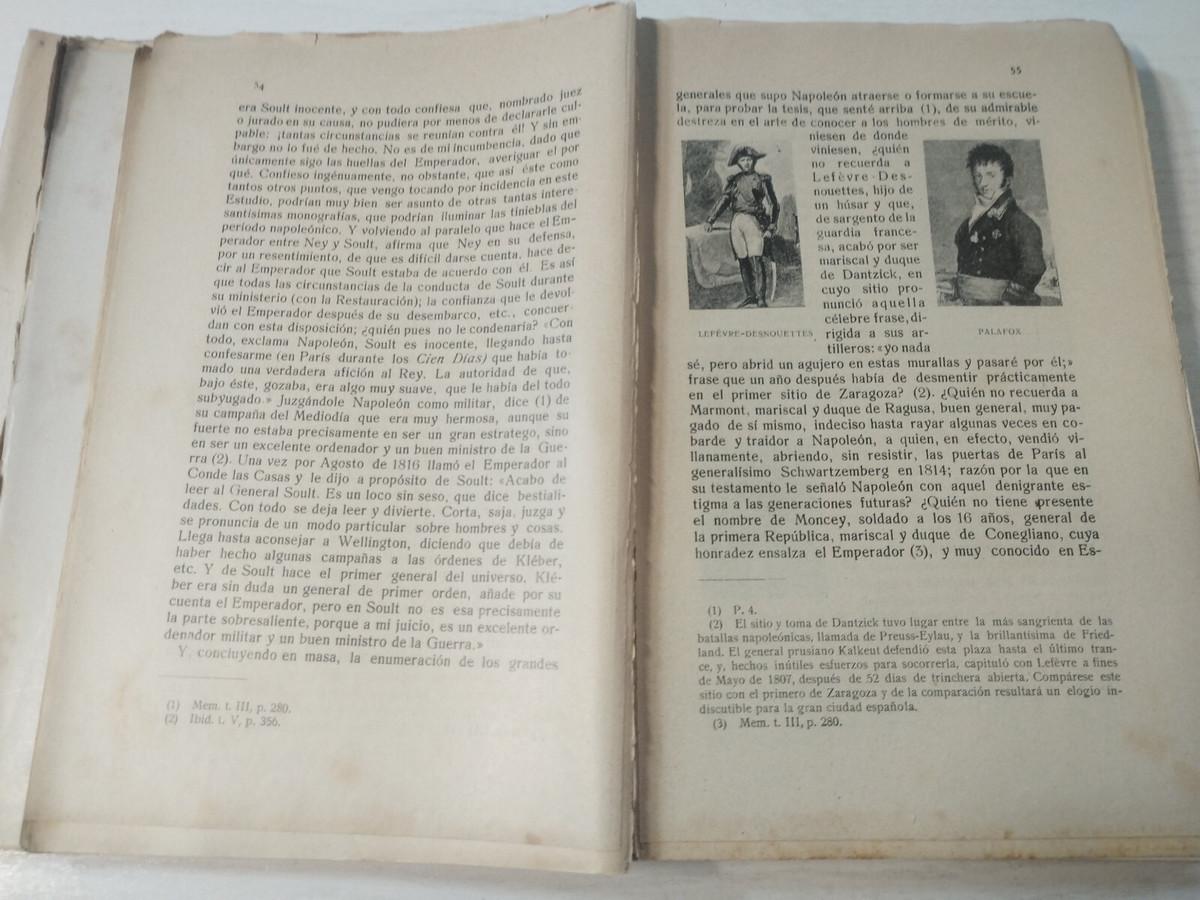 54
era Soult inocente, y con todo confiesa que, nombrado juez
o jurado en su causa, no pudiera por menos de declararle cul-
pable: ¡tantas circunstancias se reunían contra él! Y sin em-
bargo no lo fué de hecho. No es de mi incumbencia, dado que
únicamente sigo las huellas del Emperador, averiguar el por
qué. Confieso ingénuamente, no obstante, que así éste como
tantos otros puntos, que vengo tocando por incidencia en este
Estudio, podrían muy bien ser asunto de otras tantas intere-
santísimas monografías, que podrían iluminar las tinieblas del
período napoleónico. Y volviendo al paralelo que hace el Em-
perador entre Ney y Soult, afirma que Ney en su defensa,
por un resentimiento, de que es difícil darse cuenta, hace de-
cir al Emperador que Soult estaba de acuerdo con él. Es así
que todas las circunstancias de la conducta de Soult durante
su ministerio (con la Restauración); la confianza que le devol-
vió el Emperador después de su desembarco, etc., concuer-
dan con esta disposición; ¿quién pues no le condenaría? «Con
todo, exclama Napoleón, Soult es inocente, llegando hasta
confesarme (en París durante los Cien Días) que había to-
mado una verdadera afición al Rey. La autoridad de que,
bajo éste, gozaba, era algo muy suave, que le había del todo
subyugado.» Juzgándole Napoleón como militar, dice (1) de
su campaña del Mediodía que era muy hermosa, aunque su
fuerte no estaba precisamente en ser un gran estratego, sino
en ser un excelente ordenador y un buen ministro de la Gue-
rra (2). Una vez por Agosto de 1816 llamó el Emperador al
Conde las Casas y le dijo a propósito de Soult: «Acabo de
leer al General Soult. Es un loco sin seso, que dice bestiali-
dades. Con todo se deja leer y divierte. Corta, saja, juzga y
se pronuncia de un modo particular sobre hombres y cosas.
Llega hasta aconsejar a Wellington, diciendo que debía de
haber hecho algunas campañas a las órdenes de Kléber,
etc. Y de Soult hace el primer general del universo. Klé-
ber era sin duda un general de primer orden, añade por su
cuenta el Emperador, pero en Soult no es esa precisamente
la parte sobresaliente, porque a mi juicio, es un excelente or-
denador militar y un buen ministro de la Guerra.»
Y, concluyendo en masa, la enumeración de los grandes
(1) Mem. t. III, p. 280.
(2) Ibid. t. V, p. 356.
55
generales que supo Napoleón atraerse o formarse a su escue-
la, para probar la tesis, que senté arriba (1), de su admirable
destreza en el arte de conocer a los hombres de mérito, vi-
niesen de donde
viniesen, ¿quién
no recuerda a
Lefèvre-Des-
nouettes, hijo de
un húsar y que,
de sargento de la
guardia france-
sa, acabó por ser
mariscal y duque
de Dantzick, en
cuyo sitio pro-
nunció aquella
célebre frase, di-
rigida a sus ar-
tilleros: «yo nada
LEFÈVRE-DESNOUETTES
PALAFOX
sé, pero abrid un agujero en estas murallas y pasaré por él;»
frase que un año después había de desmentir prácticamente
en el primer sitio de Zaragoza? (2). ¿Quién no recuerda a
Marmont, mariscal y duque de Ragusa, buen general, muy pa-
gado de sí mismo, indeciso hasta rayar algunas veces en co-
barde y traidor a Napoleón, a quien, en efecto, vendió vi-
llanamente, abriendo, sin resistir, las puertas de París al
generalísimo Schwartzemberg en 1814; razón por la que en
su testamento le señaló Napoleón con aquel denigrante es-
tigma a las generaciones futuras? ¿Quién no tiene presente
el nombre de Moncey, soldado a los 16 años, general de
la primera República, mariscal y duque de Conegliano, cuya
honradez ensalza el Emperador (3), y muy conocido en Es-
(1) P. 4.
(2) El sitio y toma de Dantzick tuvo lugar entre la más sangrienta de las
batallas napoleónicas, llamada de Preuss-Eylau, y la brillantísima de Fried-
land. El general prusiano Kalkeut defendió esta plaza hasta el último tran-
ce, y, hechos inútiles esfuerzos para socorrerla, capituló con Lefèvre a fines
de Mayo de 1807, después de 52 días de trinchera abierta. Compárese este
sitio con el primero de Zaragoza y de la comparación resultará un elogio in-
discutible para la gran ciudad española.
(3) Mem. t. III, p. 280.